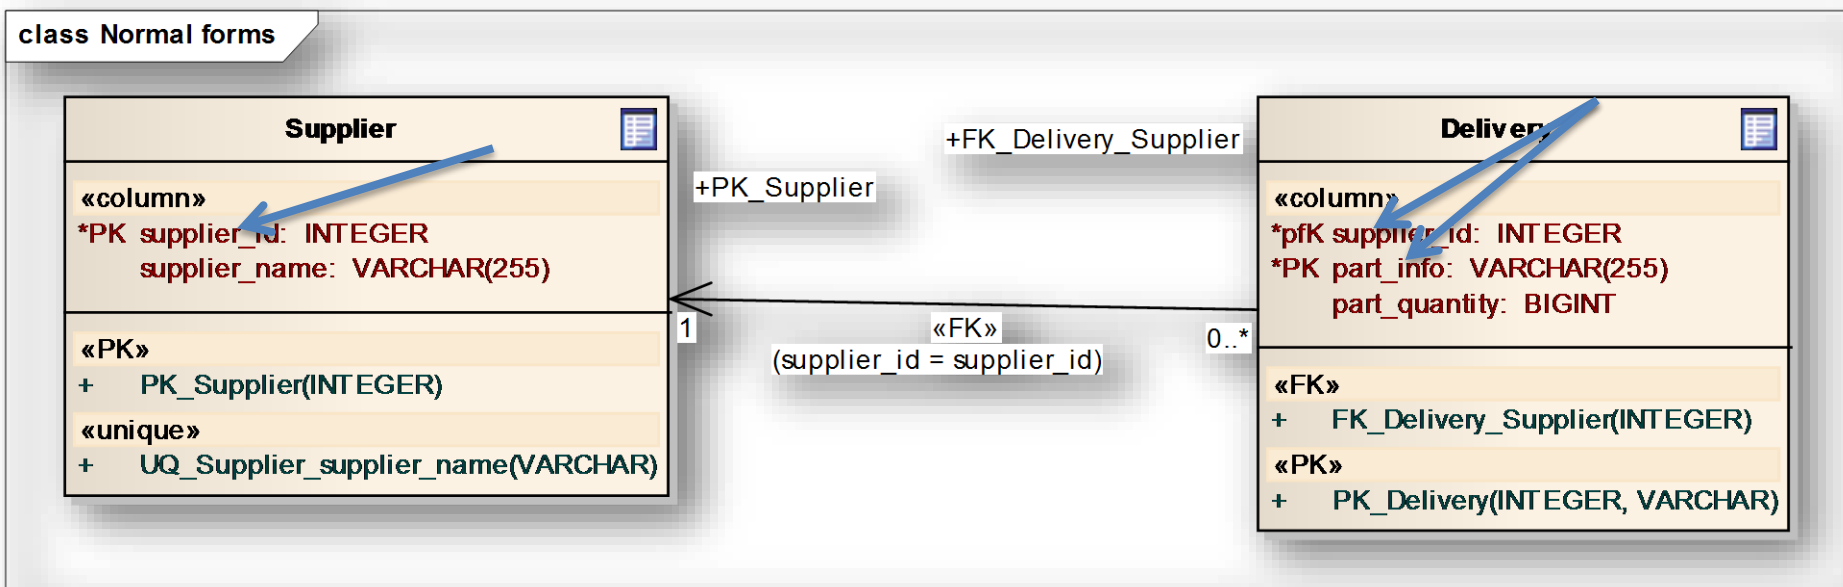 class Normal forms
Supplier
«column»
*PK supplier_id: INTEGER
supplier_name: VARCHAR(255)
«PK»
+ PK_Supplier(INTEGER)
«unique»
+ UQ_Supplier_supplier_name(VARCHAR)
+PK_Supplier
1
+FK_Delivery_Supplier
«FK»
(supplier_id = supplier_id)
0..*
Delivery
«column»
*pfK supplier_id: INTEGER
*PK part_info: VARCHAR(255)
part_quantity: BIGINT
«FK»
+ FK_Delivery_Supplier(INTEGER)
«PK»
+ PK_Delivery(INTEGER, VARCHAR)